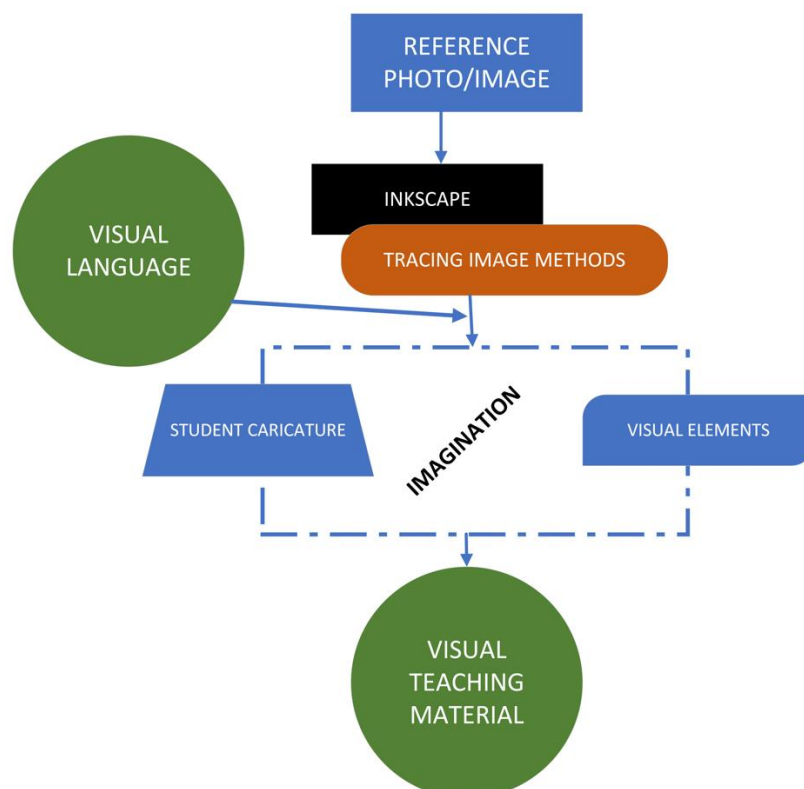 REFERENCE
PHOTO/IMAGE
INKSCAPE
TRACING IMAGE METHODS
VISUAL
LANGUAGE
STUDENT CARICATURE
IMAGINATION
VISUAL ELEMENTS
VISUAL
TEACHING
MATERIAL